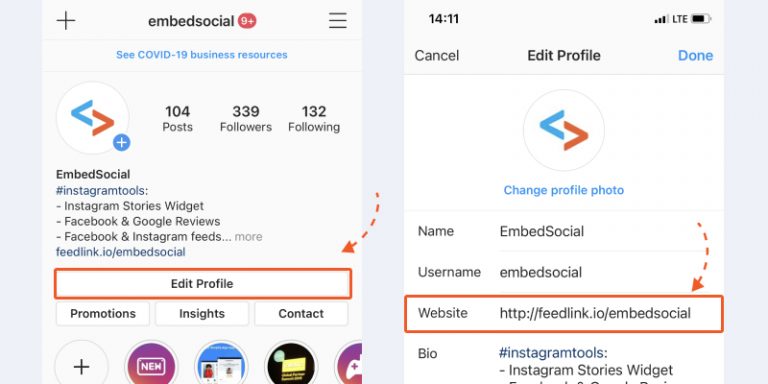 embedsocial 9+
See COVID-19 business resources
104 339 132
Posts Followers Following
EmbedSocial
#instagramtools:
- Instagram Stories Widget
- Facebook & Google Reviews
- Facebook & Instagram feeds... more
feedlink.io/embedsocial
Edit Profile
Promotions Insights Contact
NEW
14:11 LTE
Cancel Edit Profile Done
Change profile photo
Name EmbedSocial
Username embedsocial
Website http://feedlink.io/embedsocial
Bio #instagramtools:
- Instagram Stories Widget